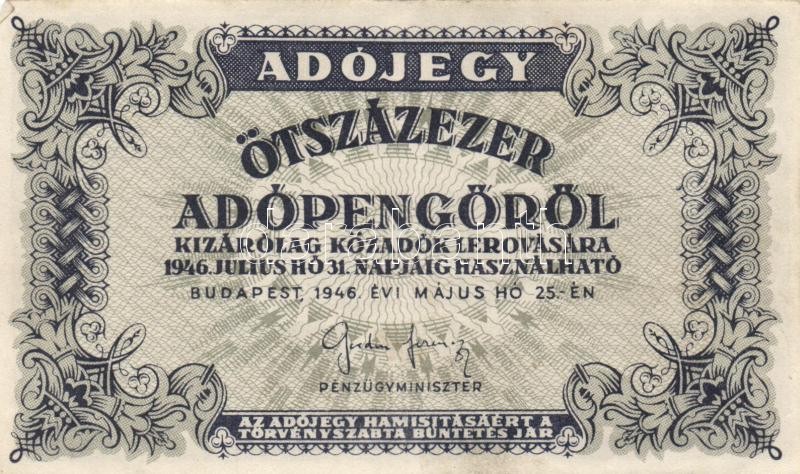 ADÓJEGY
ÖTSZÁZEZER
ADÓPENGŐRŐL
KIZÁRÓLAG KÖZADÓK LEROVÁSÁRA
1946. JULIUS HÓ 31. NAPJÁIG HASZNÁLHATÓ
BUDAPEST, 1946. ÉVI MÁJUS HÓ 25.-ÉN
PÉNZÜGYMINISZTER
AZ ADÓJEGY HAMISITÁSAÉRT A
TÖRVÉNYSZABTA BÜNTETÉS JÁR